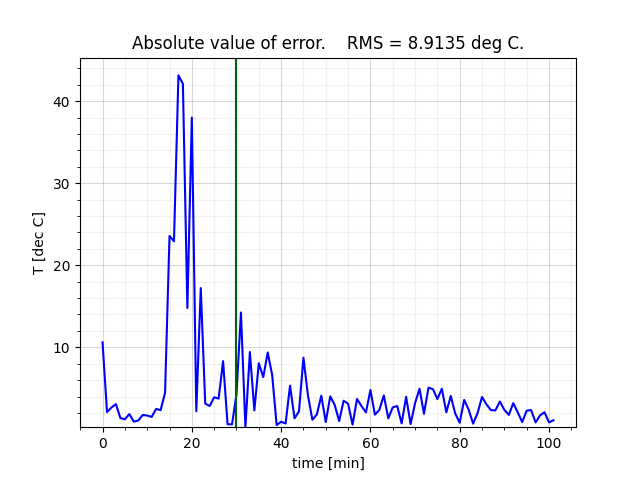 Absolute value of error.    RMS = 8.9135 deg C.
40
30
20
10
T [dec C]
0 20 40 60 80 100
time [min]